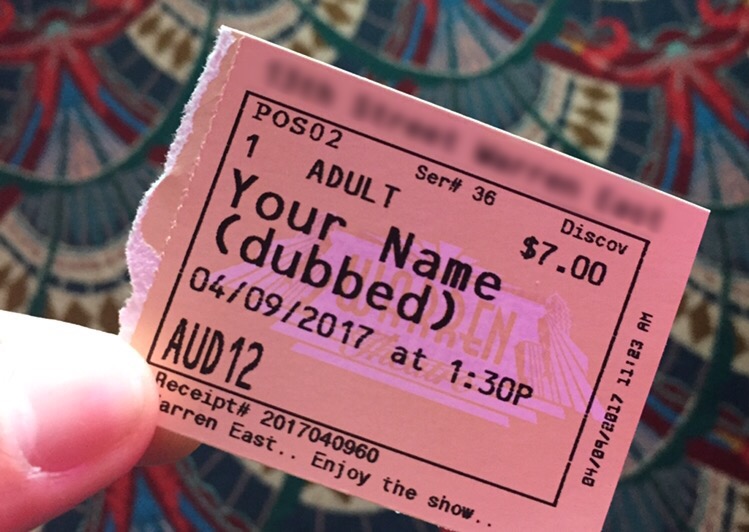 POS02
Ser# 36
Discov
1 ADULT
$7.00
Your Name
(dubbed)
04/09/2017 at 1:30P
AUD12
Receipt# 2017040960
arren East.. Enjoy the show..
04/09/2017 11:23 AM
WARREN